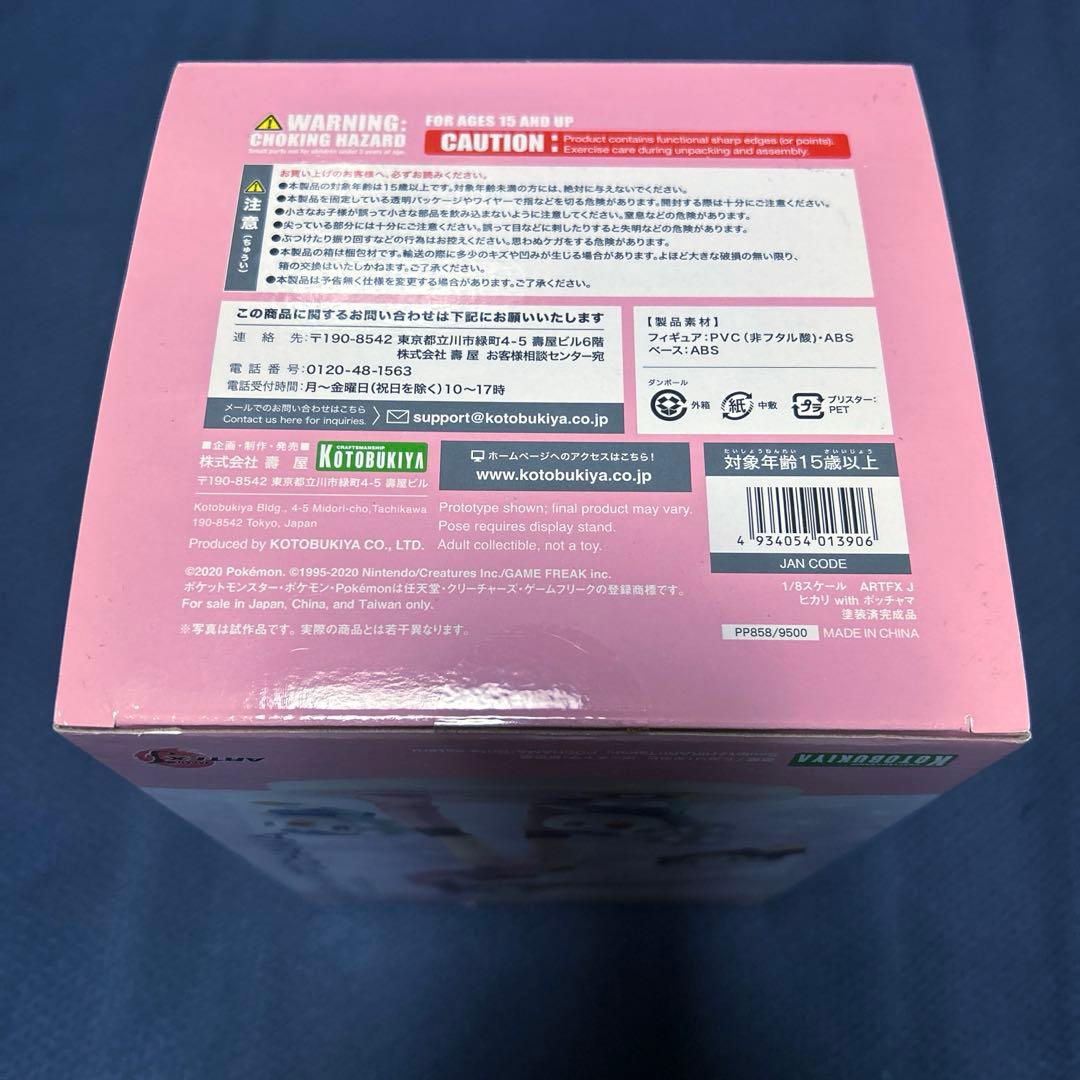 WARNING:
CHOKING HAZARD
Small parts not for children under 3 years of age.
FOR AGES 15 AND UP
CAUTION : Product contains functional sharp edges (or points).
Exercise care during unpacking and assembly.
注意(ちゅうい)
お買い上げのお客様へ、必ずお読みください。
●本製品の対象年齢は15歳以上です。対象年齢未満の方には、絶対に与えないでください。
●本製品を固定している透明パッケージやワイヤーで指などを切る危険があります。開封する際は十分にご注意ください。
●小さなお子様が誤って小さな部品を飲み込まないように注意してください。窒息などの危険があります。
●尖っている部分には十分にご注意ください。誤って目などに刺したりすると失明などの危険があります。
●ぶつけたり振り回すなどの行為はお控えください。思わぬケガをする危険があります。
●本製品の箱は梱包材です。輸送の際に多少のキズや凹みが生じる場合があります。よほど大きな破損の無い限り、
箱の交換はいたしかねます。ご了承ください。
●本製品は予告無く仕様を変更する場合があります。ご了承ください。
この商品に関するお問い合わせは下記にお願いいたします
連絡先:〒190-8542 東京都立川市緑町4-5 壽屋ビル6階
株式会社 壽屋 お客様相談センター宛
電話番号:0120-48-1563
電話受付時間:月〜金曜日(祝日を除く)10〜17時
メールでのお問い合わせはこちら
Contact us here for inquiries.
support@kotobukiya.co.jp
【製品素材】
フィギュア:PVC(非フタル酸)・ABS
ベース:ABS
ダンボール
外箱
紙
中敷
プラ
ブリスター:
PET
■企画・制作・発売■
株式会社 壽屋
CRAFTSMANSHIP
KOTOBUKIYA
〒190-8542 東京都立川市緑町4-5 壽屋ビル
Kotobukiya Bldg., 4-5 Midori-cho,Tachikawa
190-8542 Tokyo, Japan
Produced by KOTOBUKIYA CO., LTD.
ホームページへのアクセスはこちら!
www.kotobukiya.co.jp
Prototype shown; final product may vary.
Pose requires display stand.
Adult collectible, not a toy.
たいしょうねんれい さいいじょう
対象年齢15歳以上
4 934054 013906
JAN CODE
©2020 Pokémon. ©1995-2020 Nintendo/Creatures Inc./GAME FREAK inc.
ポケットモンスター・ポケモン・Pokémonは任天堂・クリーチャーズ・ゲームフリークの登録商標です。
For sale in Japan, China, and Taiwan only.
※写真は試作品です。実際の商品とは若干異なります。
1/8スケール ARTFX J
ヒカリ with ポッチャマ
塗装済完成品
PP858/9500
MADE IN CHINA
ARTFX
KOTOBUKIYA